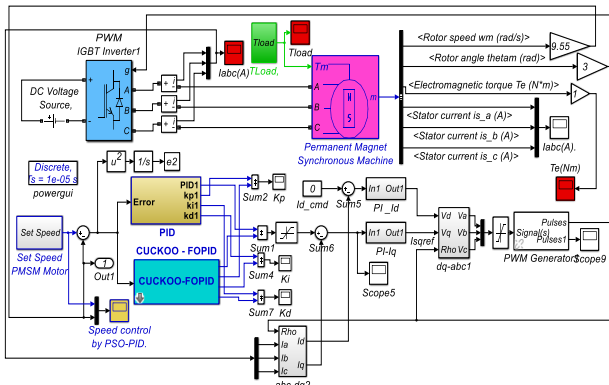 PWM
IGBT Inverter1
g
A
B
C
+
-
DC Voltage
Source,
Iabc(A)
Tload
TLoad,
Tload
Tm
A
B
C
N
S
m
Permanent Magnet
Synchronous Machine
<Rotor speed wm (rad/s)>
<Rotor angle thetam (rad)>
<Electromagnetic torque Te (N*m)>
<Stator current is_a (A)>
<Stator current is_b (A)>
<Stator current is_c (A)>
9.55
3
1
Iabc(A).
Te(Nm)
Discrete,
Ts = 1e-05 s
powergui
u²
1/s
e2
Set Speed
Set Speed
PMSM Motor
1
Out1
Error
PID1
kp1
ki1
kd1
PID
CUCKOO - FOPID
CUCKOO-FOPID
Speed control
by PSO-PID.
Sum2
Kp
Sum1
Sum4
Ki
Sum7
Kd
0
Id_cmd
Sum5
Sum6
In1 Out1
PI_Id
In1 Out1
PI-Iq
Isqref
Scope5
Vd
Vq
Rho
Va
Vb
Vc
dq-abc1
Signal(s)
Pulses
Pulses1
PWM Generator
Scope9
Rho
Ia
Ib
Ic
Id
Iq